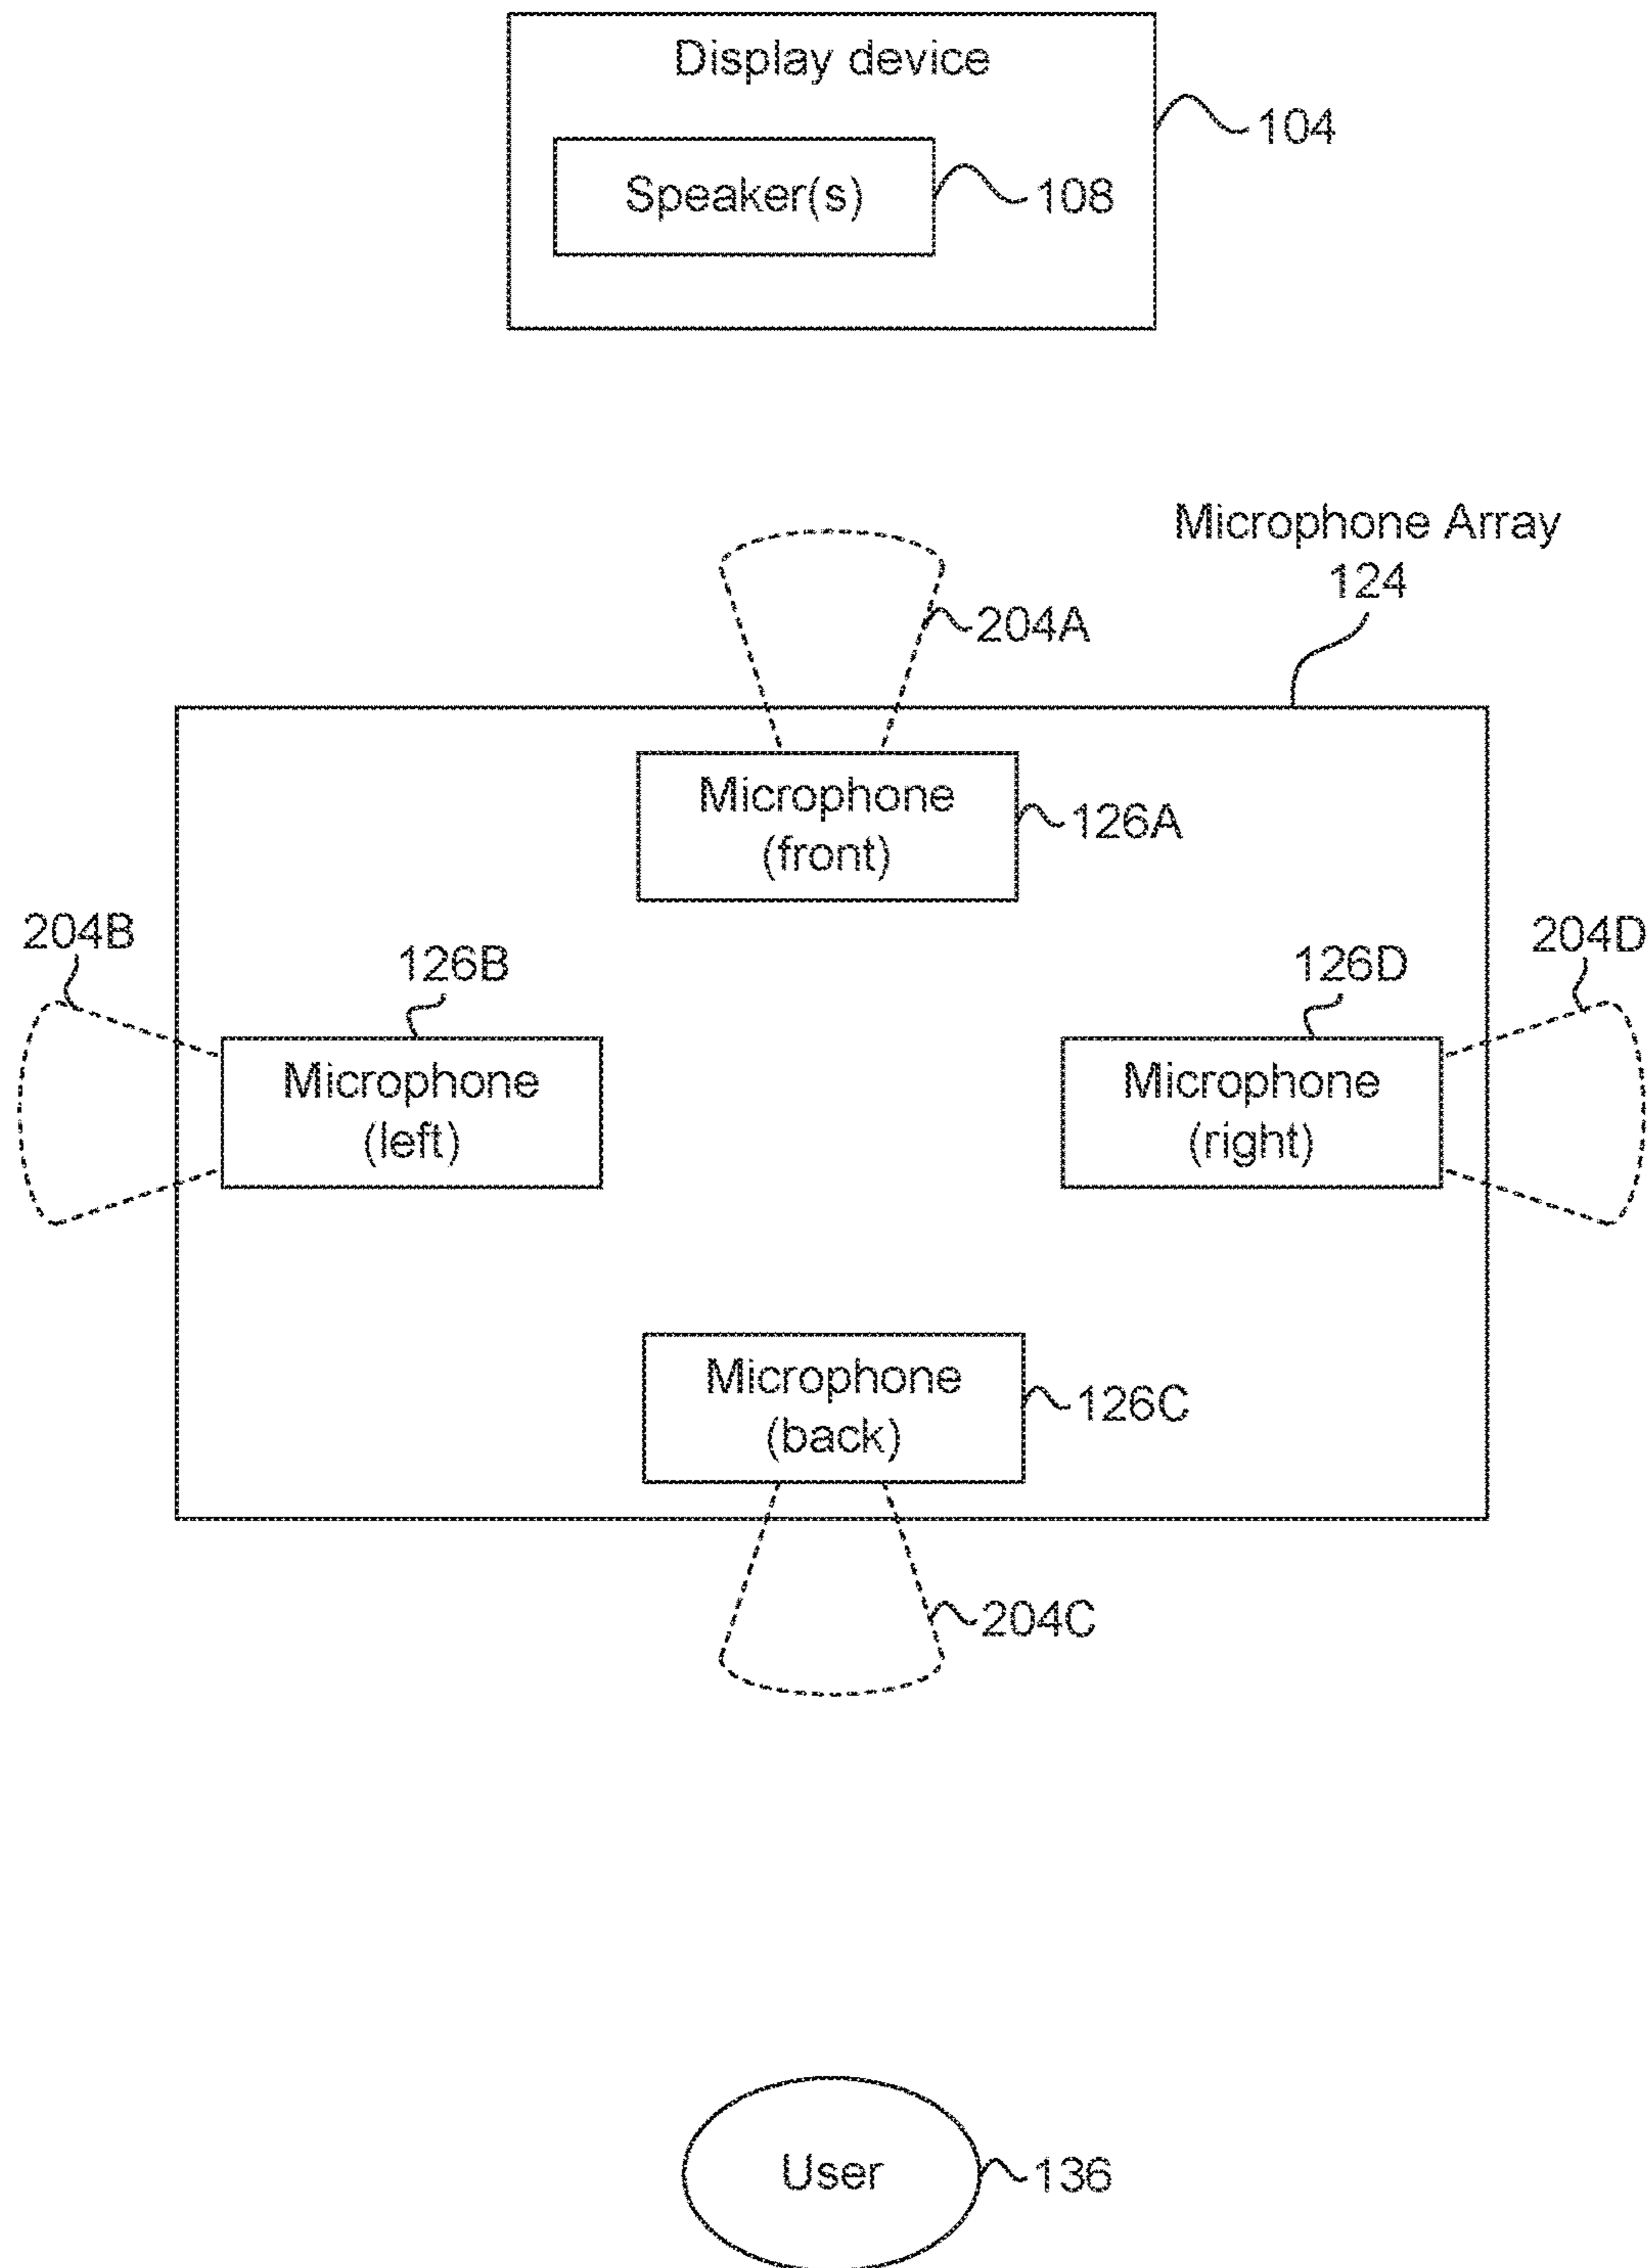 Display device
104
Speaker(s)
108
Microphone Array
124
204A
Microphone
(front)
126A
204B
126B
126D
204D
Microphone
(left)
Microphone
(right)
Microphone
(back)
126C
204C
User
136